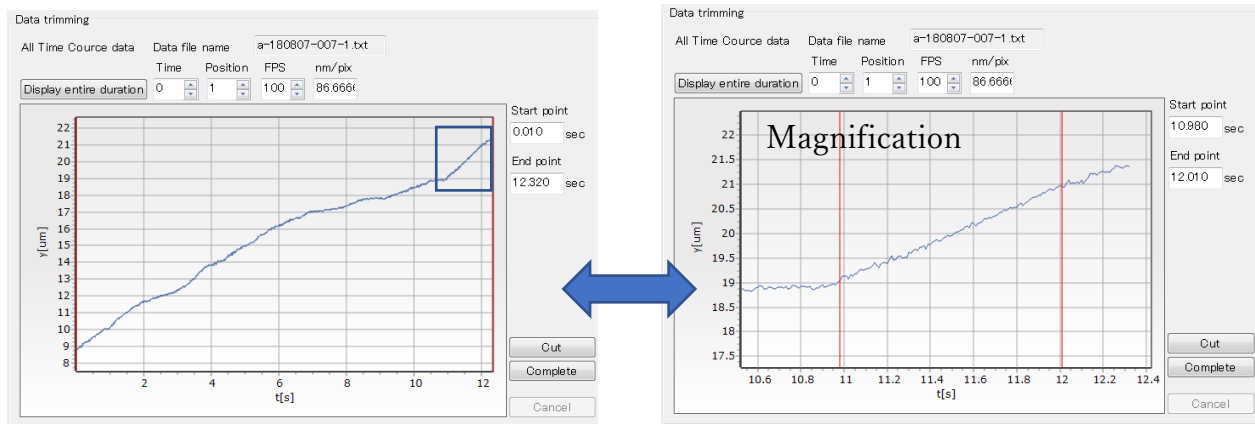 Data trimming
All Time Cource data Data file name a-180807-007-1.txt
Time Position FPS nm/pix
Display entire duration 0 1 100 86.666
Start point
0.010 sec
End point
12.320 sec
22
21
20
19
18
17
16
15
14
13
12
11
10
9
8
y[um]
2 4 6 8 10 12
t[s]
Cut
Complete
Cancel
Data trimming
All Time Cource data Data file name a-180807-007-1.txt
Time Position FPS nm/pix
Display entire duration 0 1 100 86.666
Magnification
Start point
10.980 sec
End point
12.010 sec
22
21.5
21
20.5
20
19.5
19
18.5
18
17.5
y[um]
10.6 10.8 11 11.2 11.4 11.6 11.8 12 12.2 12.4
t[s]
Cut
Complete
Cancel